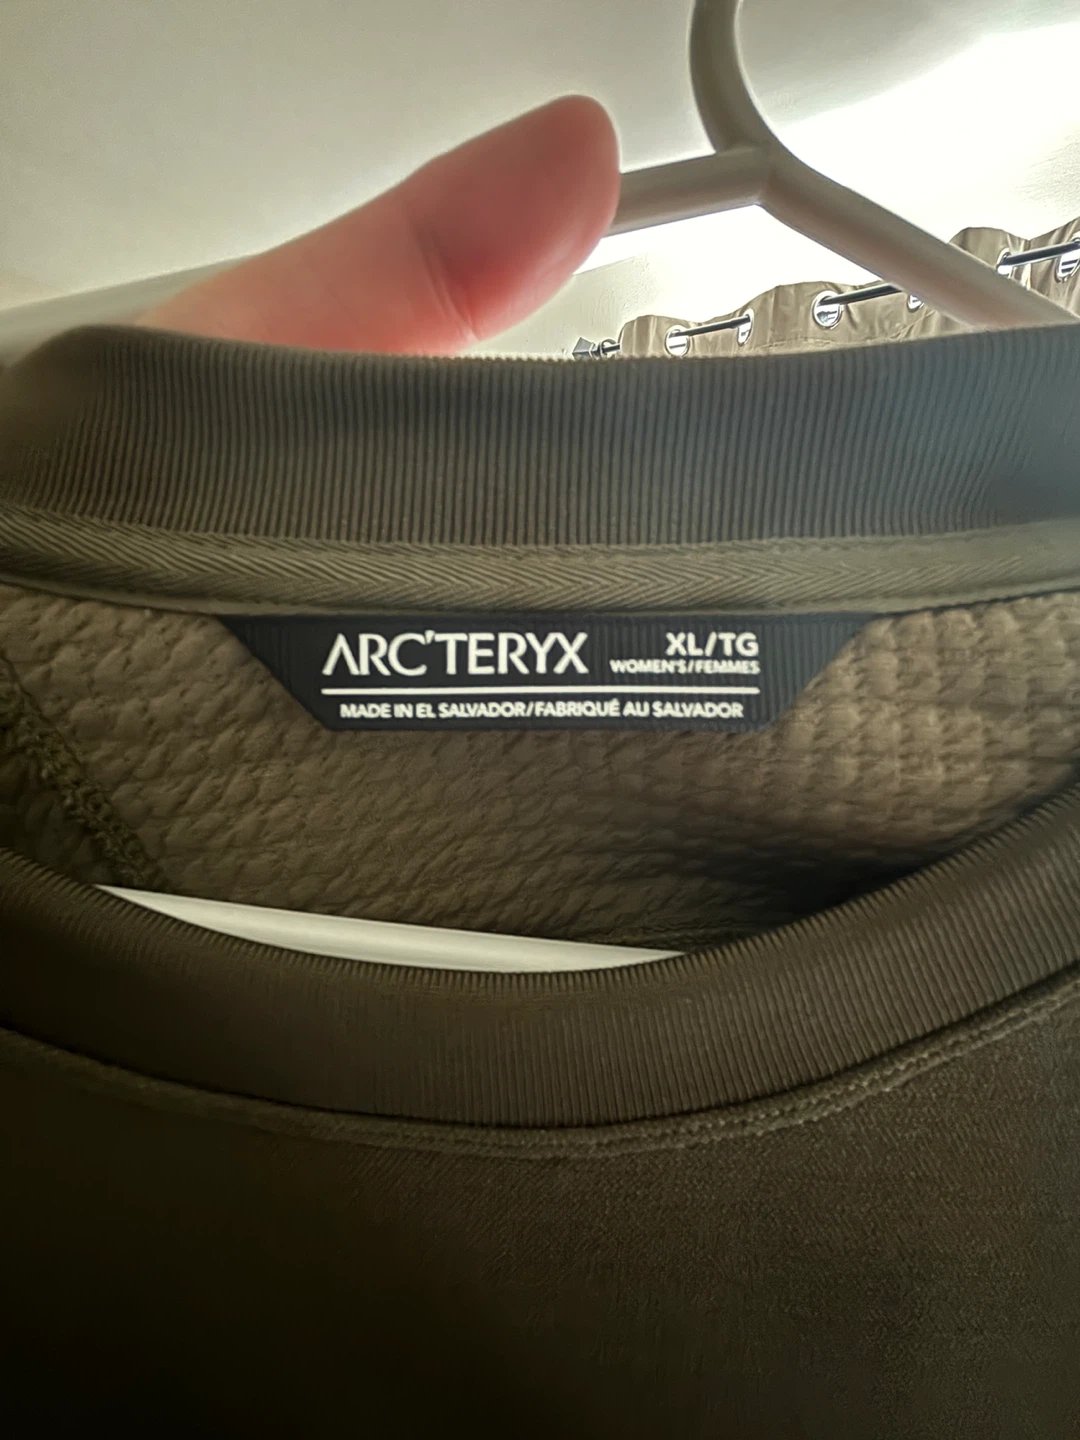 ARC'TERYX XL/TG
WOMEN'S/FEMMES
MADE IN EL SALVADOR/FABRIQUÉ AU SALVADOR